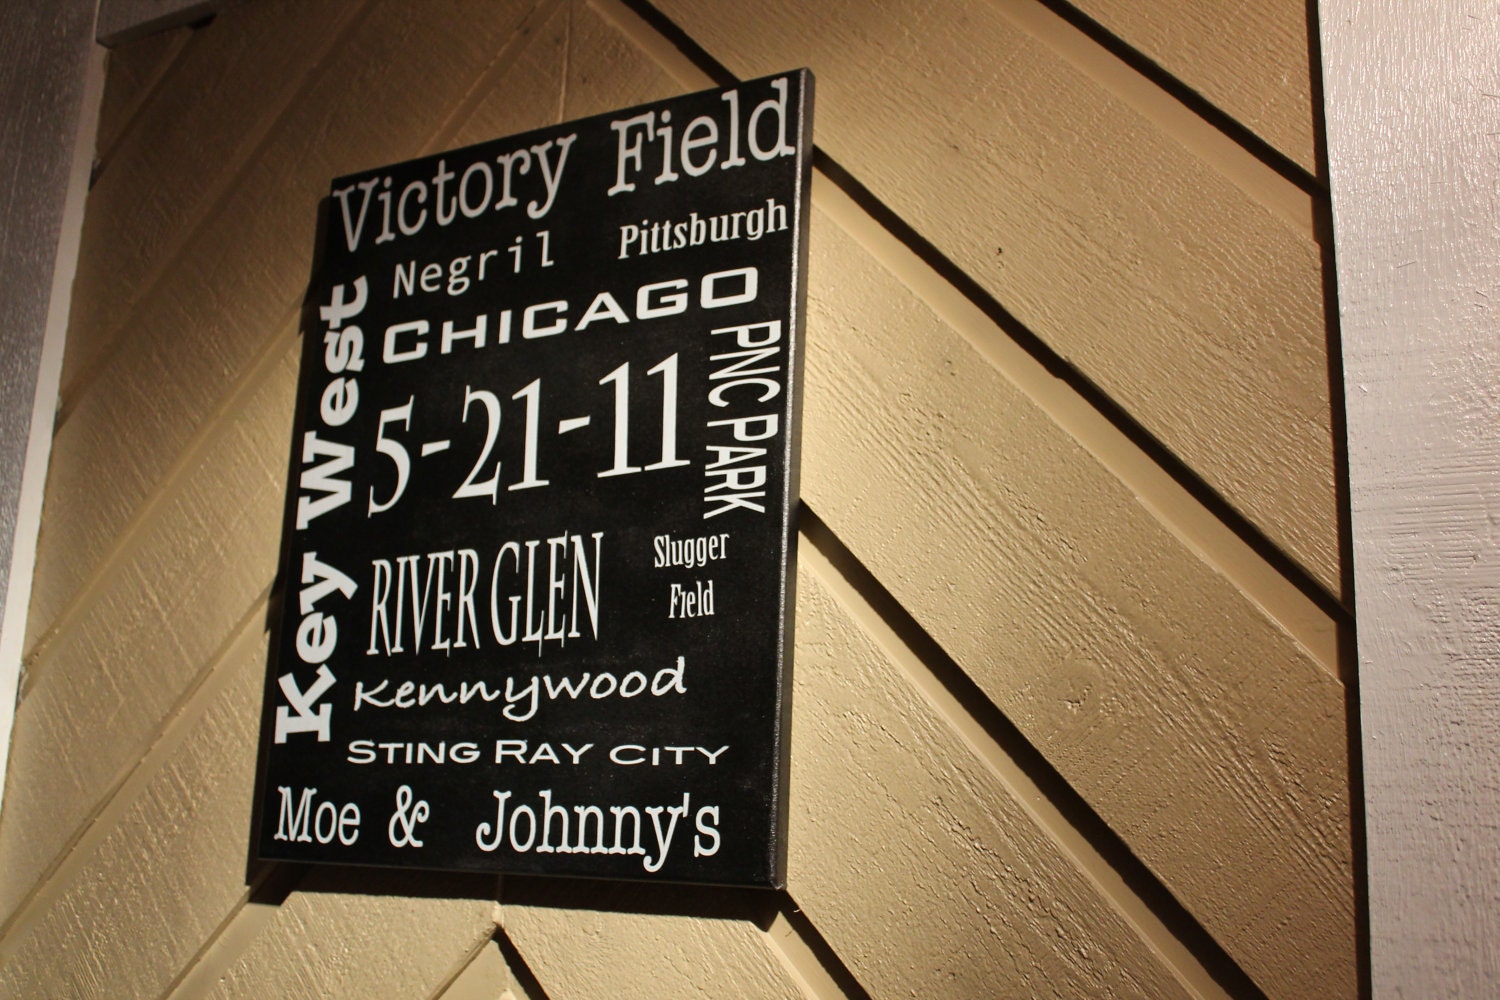 Victory Field
Negril
Pittsburgh
CHICAGO
Key West
5-21-11
PNC PARK
RIVER GLEN
Slugger
Field
Kennywood
STING RAY CITY
Moe & Johnny's